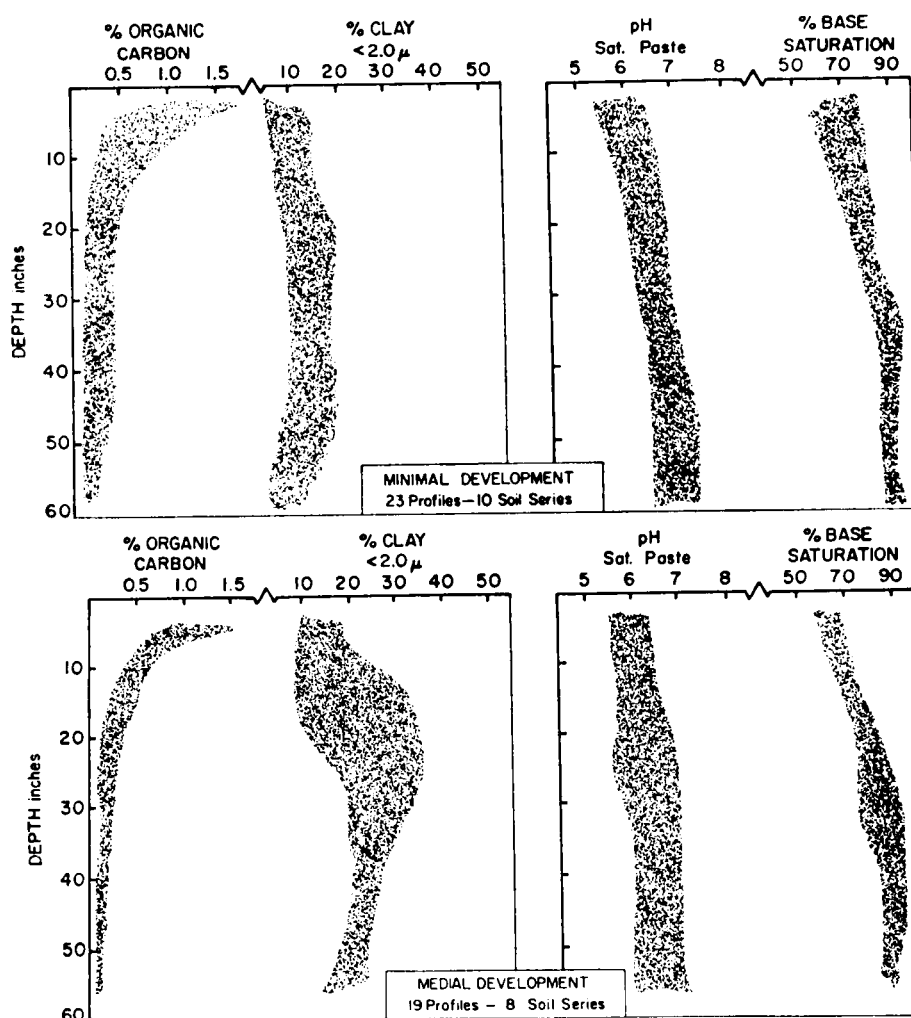 % ORGANIC CARBON
0.5 1.0 1.5
% CLAY
<2.0 μ
10 20 30 40 50
pH
Sat. Paste
5 6 7 8
% BASE SATURATION
50 70 90
DEPTH inches
10
20
30
40
50
60
MINIMAL DEVELOPMENT
23 Profiles—10 Soil Series
% ORGANIC CARBON
0.5 1.0 1.5
% CLAY
<2.0 μ
10 20 30 40 50
pH
Sat. Paste
5 6 7 8
% BASE SATURATION
50 70 90
DEPTH inches
10
20
30
40
50
60
MEDIAL DEVELOPMENT
19 Profiles – 8 Soil Series